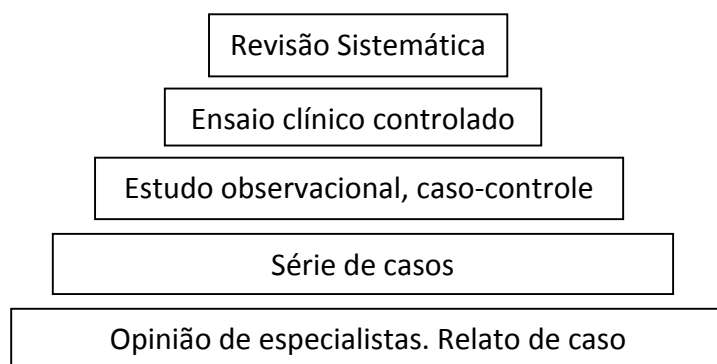 Revisão Sistemática
Ensaio clínico controlado
Estudo observacional, caso-controle
Série de casos
Opinião de especialistas. Relato de caso